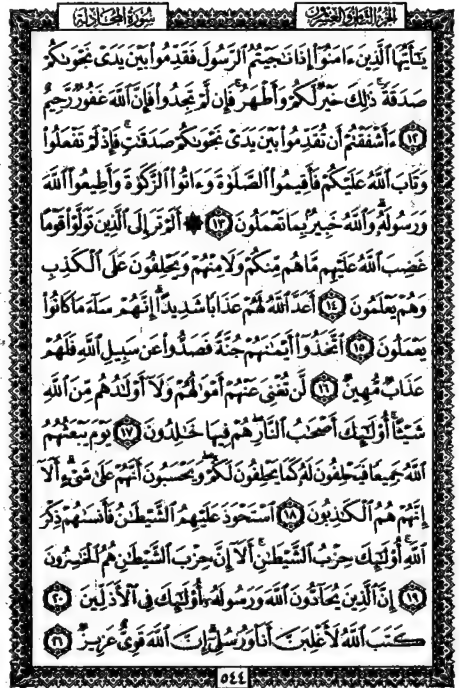 الجزء الثامن والعشرون
سُورَةُ المجَادلة
يَٰٓأَيُّهَا ٱلَّذِينَ ءَامَنُوٓا۟ إِذَا نَٰجَيْتُمُ ٱلرَّسُولَ فَقَدِّمُوا۟ بَيْنَ يَدَىْ نَجْوَىٰكُمْ
صَدَقَةً ۚ ذَٰلِكَ خَيْرٌ لَّكُمْ وَأَطْهَرُ ۚ فَإِن لَّمْ تَجِدُوا۟ فَإِنَّ ٱللَّهَ غَفُورٌ رَّحِيمٌ
١٢ ءَأَشْفَقْتُمْ أَن تُقَدِّمُوا۟ بَيْنَ يَدَىْ نَجْوَىٰكُمْ صَدَقَٰتٍ ۚ فَإِذْ لَمْ تَفْعَلُوا۟
وَتَابَ ٱللَّهُ عَلَيْكُمْ فَأَقِيمُوا۟ ٱلصَّلَوٰةَ وَءَاتُوا۟ ٱلزَّكَوٰةَ وَأَطِيعُوا۟ ٱللَّهَ
وَرَسُولَهُۥ ۚ وَٱللَّهُ خَبِيرٌۢ بِمَا تَعْمَلُونَ ١٣ ۞ أَلَمْ تَرَ إِلَى ٱلَّذِينَ تَوَلَّوْا۟ قَوْمًا
غَضِبَ ٱللَّهُ عَلَيْهِم مَّا هُم مِّنكُمْ وَلَا مِنْهُمْ وَيَحْلِفُونَ عَلَى ٱلْكَذِبِ
وَهُمْ يَعْلَمُونَ ١٤ أَعَدَّ ٱللَّهُ لَهُمْ عَذَابًا شَدِيدًا ۖ إِنَّهُمْ سَآءَ مَا كَانُوا۟
يَعْمَلُونَ ١٥ ٱتَّخَذُوٓا۟ أَيْمَٰنَهُمْ جُنَّةً فَصَدُّوا۟ عَن سَبِيلِ ٱللَّهِ فَلَهُمْ
عَذَابٌ مُّهِينٌ ١٦ لَّن تُغْنِىَ عَنْهُمْ أَمْوَٰلُهُمْ وَلَآ أَوْلَٰدُهُم مِّنَ ٱللَّهِ
شَيْـًٔا ۚ أُو۟لَٰٓئِكَ أَصْحَٰبُ ٱلنَّارِ ۖ هُمْ فِيهَا خَٰلِدُونَ ١٧ يَوْمَ يَبْعَثُهُمُ
ٱللَّهُ جَمِيعًا فَيَحْلِفُونَ لَهُۥ كَمَا يَحْلِفُونَ لَكُمْ ۖ وَيَحْسَبُونَ أَنَّهُمْ عَلَىٰ شَىْءٍ ۚ أَلَآ
إِنَّهُمْ هُمُ ٱلْكَٰذِبُونَ ١٨ ٱسْتَحْوَذَ عَلَيْهِمُ ٱلشَّيْطَٰنُ فَأَنسَىٰهُمْ ذِكْرَ
ٱللَّهِ ۚ أُو۟لَٰٓئِكَ حِزْبُ ٱلشَّيْطَٰنِ ۚ أَلَآ إِنَّ حِزْبَ ٱلشَّيْطَٰنِ هُمُ ٱلْخَٰسِرُونَ
١٩ إِنَّ ٱلَّذِينَ يُحَآدُّونَ ٱللَّهَ وَرَسُولَهُۥٓ أُو۟لَٰٓئِكَ فِى ٱلْأَذَلِّينَ ٢٠
كَتَبَ ٱللَّهُ لَأَغْلِبَنَّ أَنَا۠ وَرُسُلِىٓ ۚ إِنَّ ٱللَّهَ قَوِىٌّ عَزِيزٌ ٢١
٥٤٤